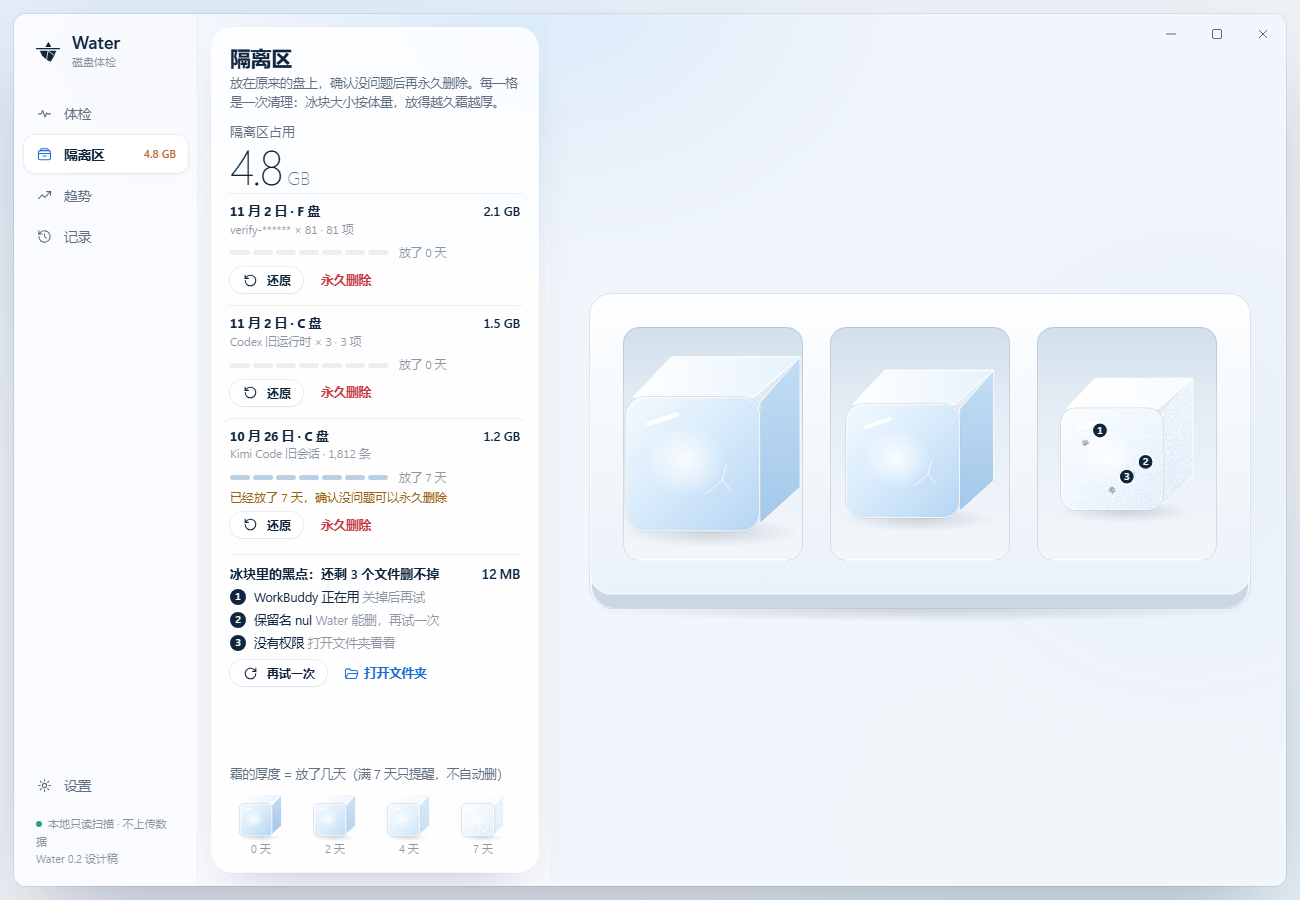 Water
磁盘体检
体检
隔离区 4.8 GB
趋势
记录
设置
本地只读扫描 · 不上传数
据
Water 0.2 设计稿
隔离区
放在原来的盘上，确认没问题后再永久删除。每一格
是一次清理：冰块大小按体量，放得越久霜越厚。
隔离区占用
4.8 GB
11 月 2 日 · F 盘 2.1 GB
verify-****** × 81 · 81 项
放了 0 天
还原 永久删除
11 月 2 日 · C 盘 1.5 GB
Codex 旧运行时 × 3 · 3 项
放了 0 天
还原 永久删除
10 月 26 日 · C 盘 1.2 GB
Kimi Code 旧会话 · 1,812 条
放了 7 天
已经放了 7 天，确认没问题可以永久删除
还原 永久删除
冰块里的黑点：还剩 3 个文件删不掉 12 MB
1 WorkBuddy 正在用 关掉后再试
2 保留名 nul Water 能删，再试一次
3 没有权限 打开文件夹看看
再试一次 打开文件夹
霜的厚度 = 放了几天（满 7 天只提醒，不自动删）
0 天 2 天 4 天 7 天
1
2
3